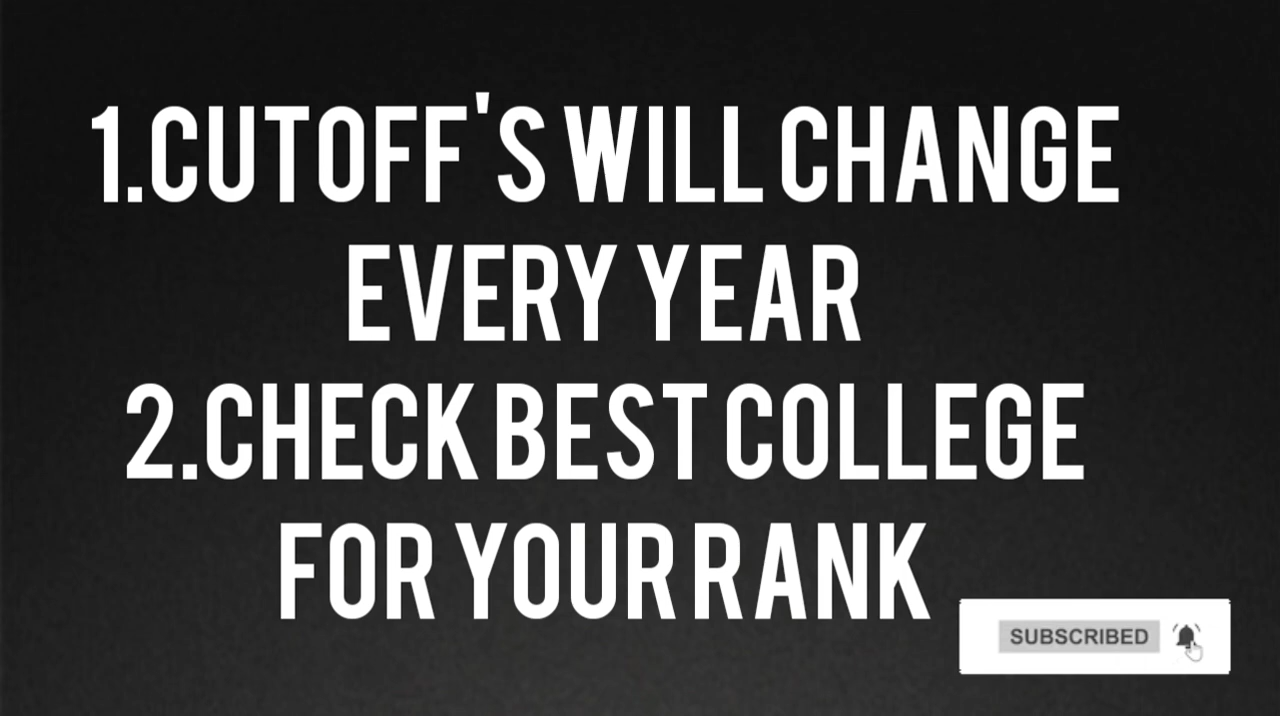 1.CUTOFF'S WILL CHANGE
EVERY YEAR
2.CHECK BEST COLLEGE
FOR YOUR RANK
SUBSCRIBED